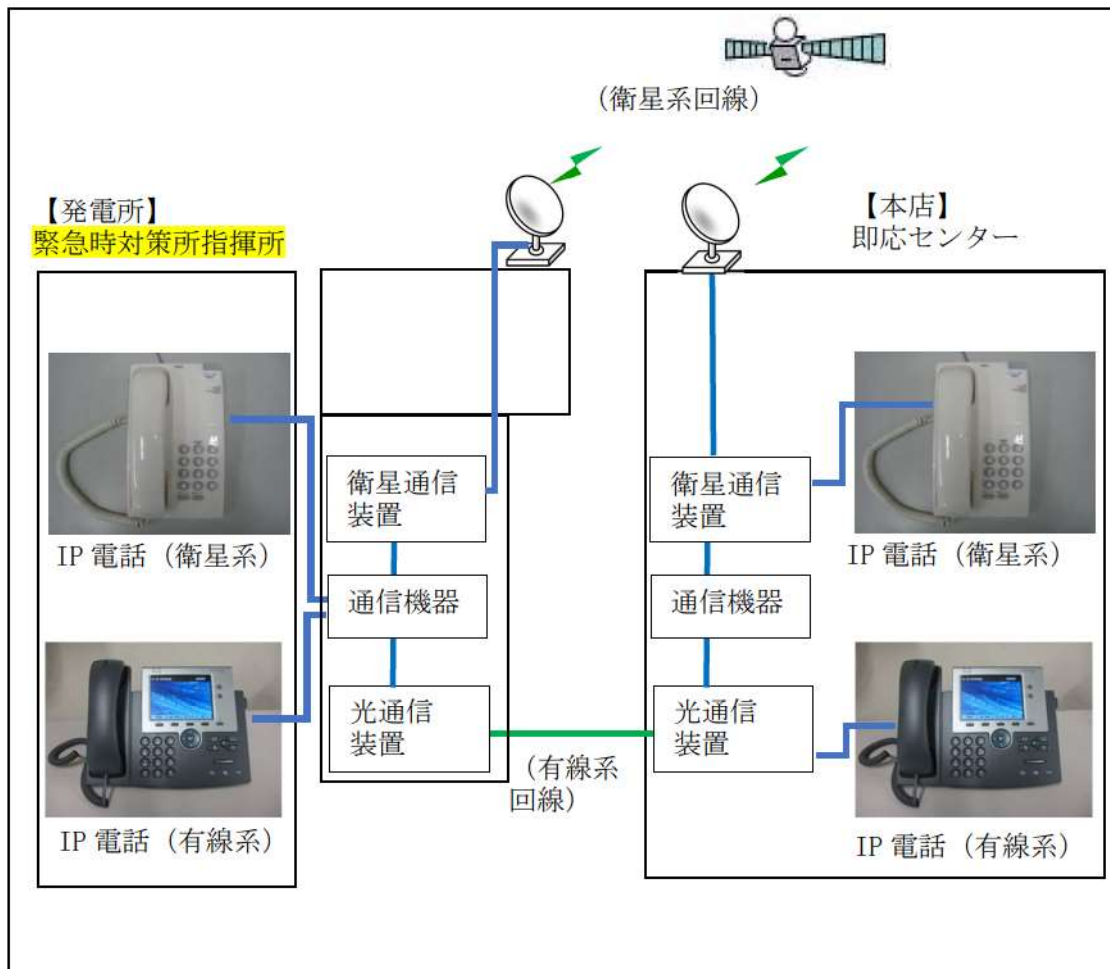 （衛星系回線）
【発電所】
緊急時対策所指揮所
【本店】
即応センター
衛星通信
装置
IP 電話（衛星系）
通信機器
光通信
装置
IP 電話（有線系）
（有線系
回線）
衛星通信
装置
IP 電話（衛星系）
通信機器
光通信
装置
IP 電話（有線系）